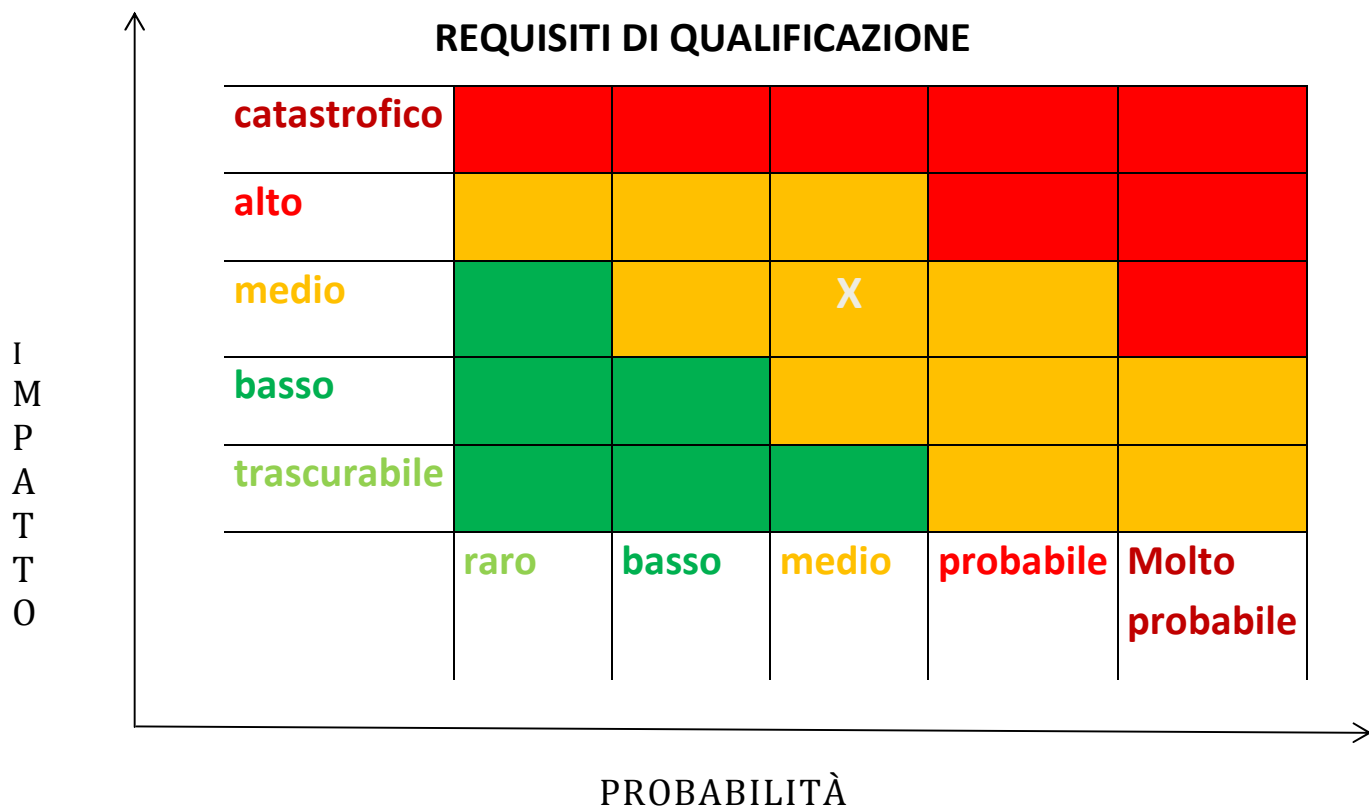 REQUISITI DI QUALIFICAZIONE
catastrofico
alto
medio X
basso
trascurabile
raro basso medio probabile Molto
probabile
I
M
P
A
T
T
O
PROBABILITÀ